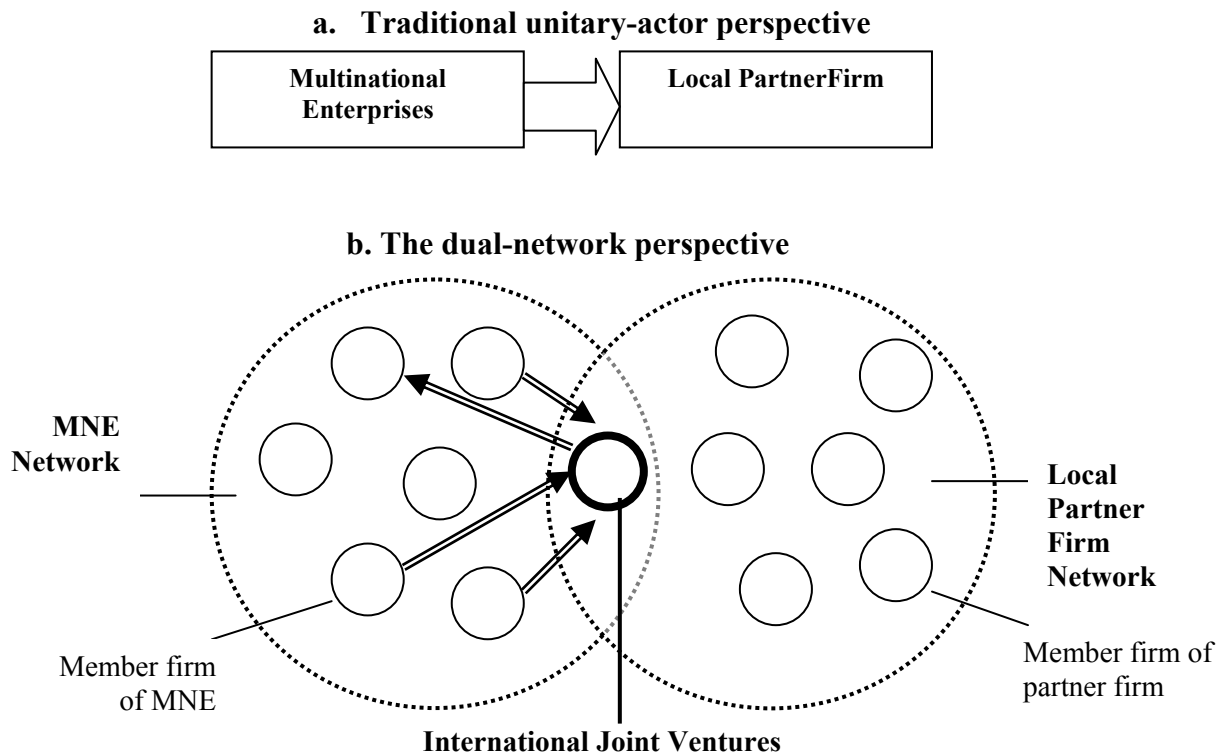 a. Traditional unitary-actor perspective
Multinational
Enterprises
Local PartnerFirm
b. The dual-network perspective
MNE
Network
Local
Partner
Firm
Network
Member firm
of MNE
Member firm of
partner firm
International Joint Ventures